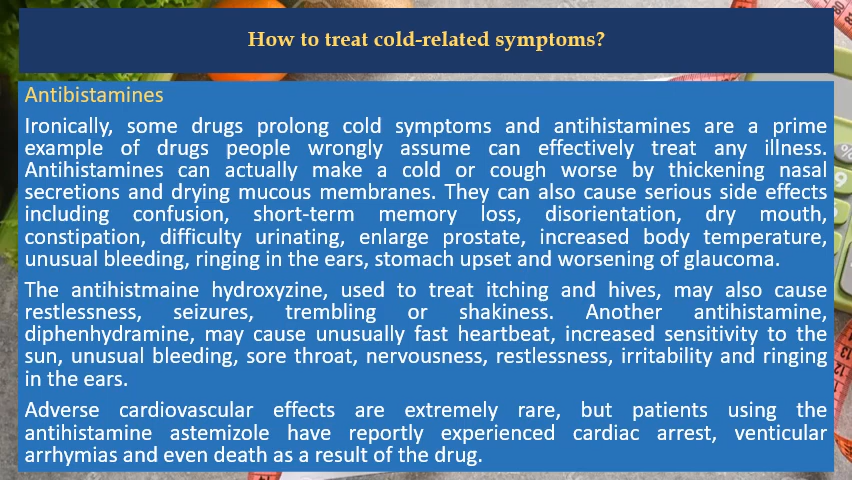 How to treat cold-related symptoms?
Antibistamines
Ironically, some drugs prolong cold symptoms and antihistamines are a prime
example of drugs people wrongly assume can effectively treat any illness.
Antihistamines can actually make a cold or cough worse by thickening nasal
secretions and drying mucous membranes. They can also cause serious side effects
including confusion, short-term memory loss, disorientation, dry mouth,
constipation, difficulty urinating, enlarge prostate, increased body temperature,
unusual bleeding, ringing in the ears, stomach upset and worsening of glaucoma.
The antihistmaine hydroxyzine, used to treat itching and hives, may also cause
restlessness, seizures, trembling or shakiness. Another antihistamine,
diphenhydramine, may cause unusually fast heartbeat, increased sensitivity to the
sun, unusual bleeding, sore throat, nervousness, restlessness, irritability and ringing
in the ears.
Adverse cardiovascular effects are extremely rare, but patients using the
antihistamine astemizole have reportly experienced cardiac arrest, venticular
arrhymias and even death as a result of the drug.